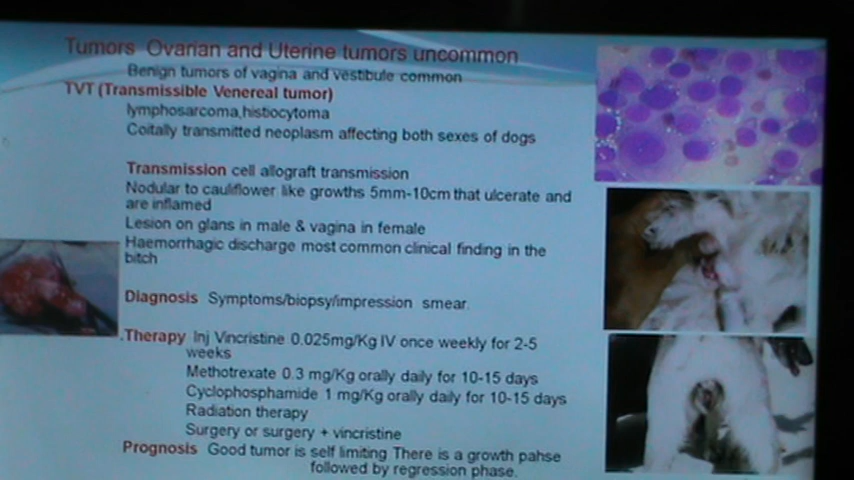 Tumors Ovarian and Uterine tumors uncommon
Benign tumors of vagina and vestibule common
TVT (Transmissible Venereal tumor)
lymphosarcoma,histiocytoma
Coitally transmitted neoplasm affecting both sexes of dogs
Transmission cell allograft transmission
Nodular to cauliflower like growths 5mm-10cm that ulcerate and
are inflamed
Lesion on glans in male & vagina in female
Haemorrhagic discharge most common clinical finding in the
bitch
Diagnosis Symptoms/biopsy/impression smear.
.Therapy Inj Vincristine 0.025mg/Kg IV once weekly for 2-5
weeks
Methotrexate 0.3 mg/Kg orally daily for 10-15 days
Cyclophosphamide 1 mg/Kg orally daily for 10-15 days
Radiation therapy
Surgery or surgery + vincristine
Prognosis Good tumor is self limiting There is a growth pahse
followed by regression phase.